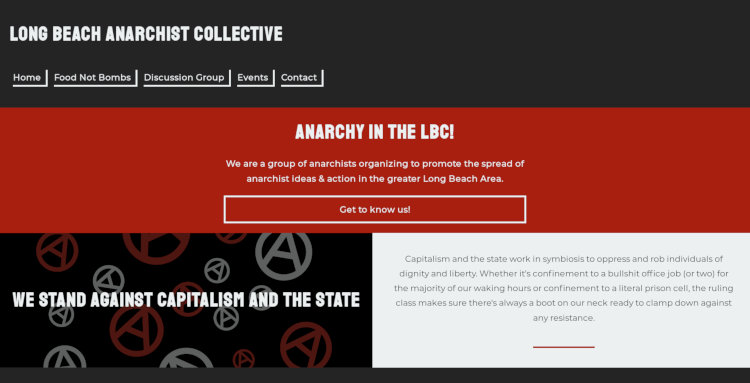 LONG BEACH ANARCHIST COLLECTIVE
Home Food Not Bombs Discussion Group Events Contact
ANARCHY IN THE LBC!
We are a group of anarchists organizing to promote the spread of
anarchist ideas & action in the greater Long Beach Area.
Get to know us!
WE STAND AGAINST CAPITALISM AND THE STATE
Capitalism and the state work in symbiosis to oppress and rob individuals of
dignity and liberty. Whether it's confinement to a bullshit office job (or two) for
the majority of our waking hours or confinement to a literal prison cell, the ruling
class makes sure there's always a boot on our neck ready to clamp down against
any resistance.